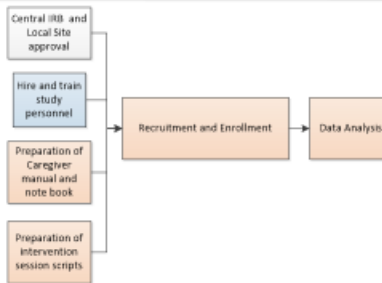 Central IRB and
Local Site
approval
Hire and train
study
personnel
Preparation of
Caregiver
manual and
note book
Preparation of
intervention
session scripts
Recruitment and Enrollment
Data Analysis